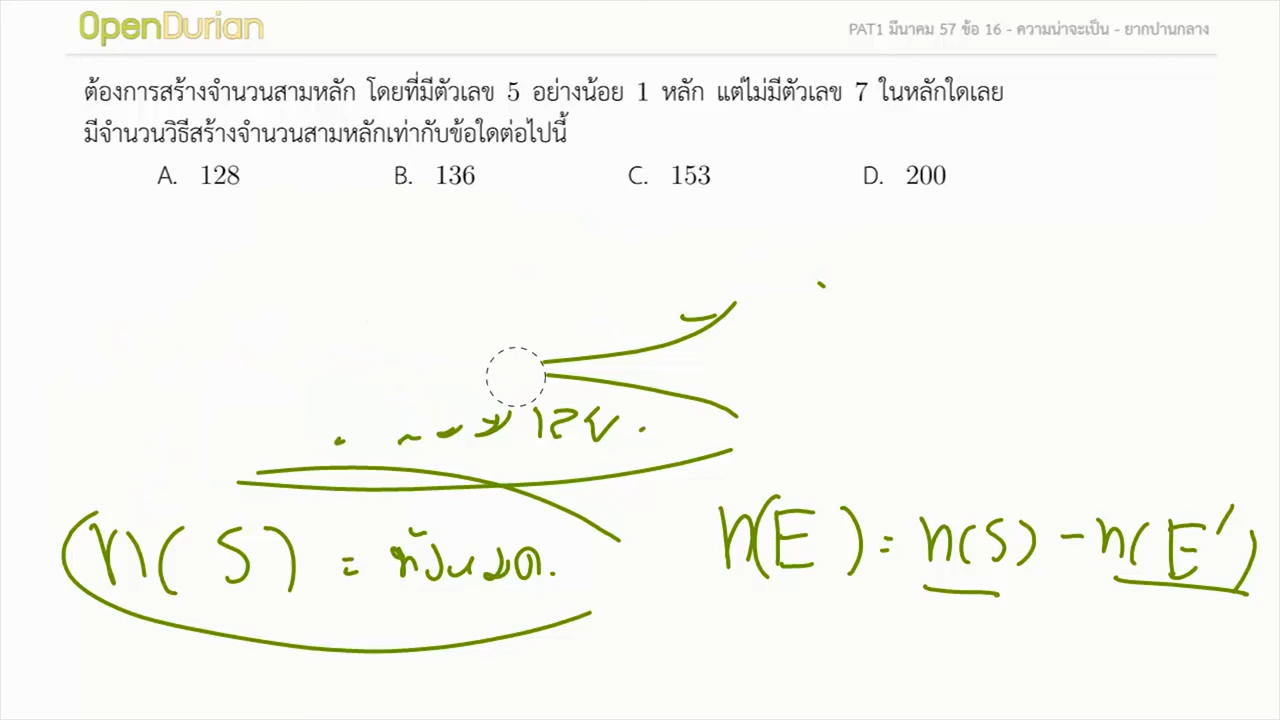 OpenDurian
PAT1 มีนาคม 57 ข้อ 16 - ความน่าจะเป็น - ยากปานกลาง
ต้องการสร้างจำนวนสามหลัก โดยที่มีตัวเลข 5 อย่างน้อย 1 หลัก แต่ไม่มีตัวเลข 7 ในหลักใดเลย
มีจำนวนวิธีสร้างจำนวนสามหลักเท่ากับข้อใดต่อไปนี้
A. 128 B. 136 C. 153 D. 200
เลย
n(S) = ทั้งหมด.
n(E) = n(S) - n(E')